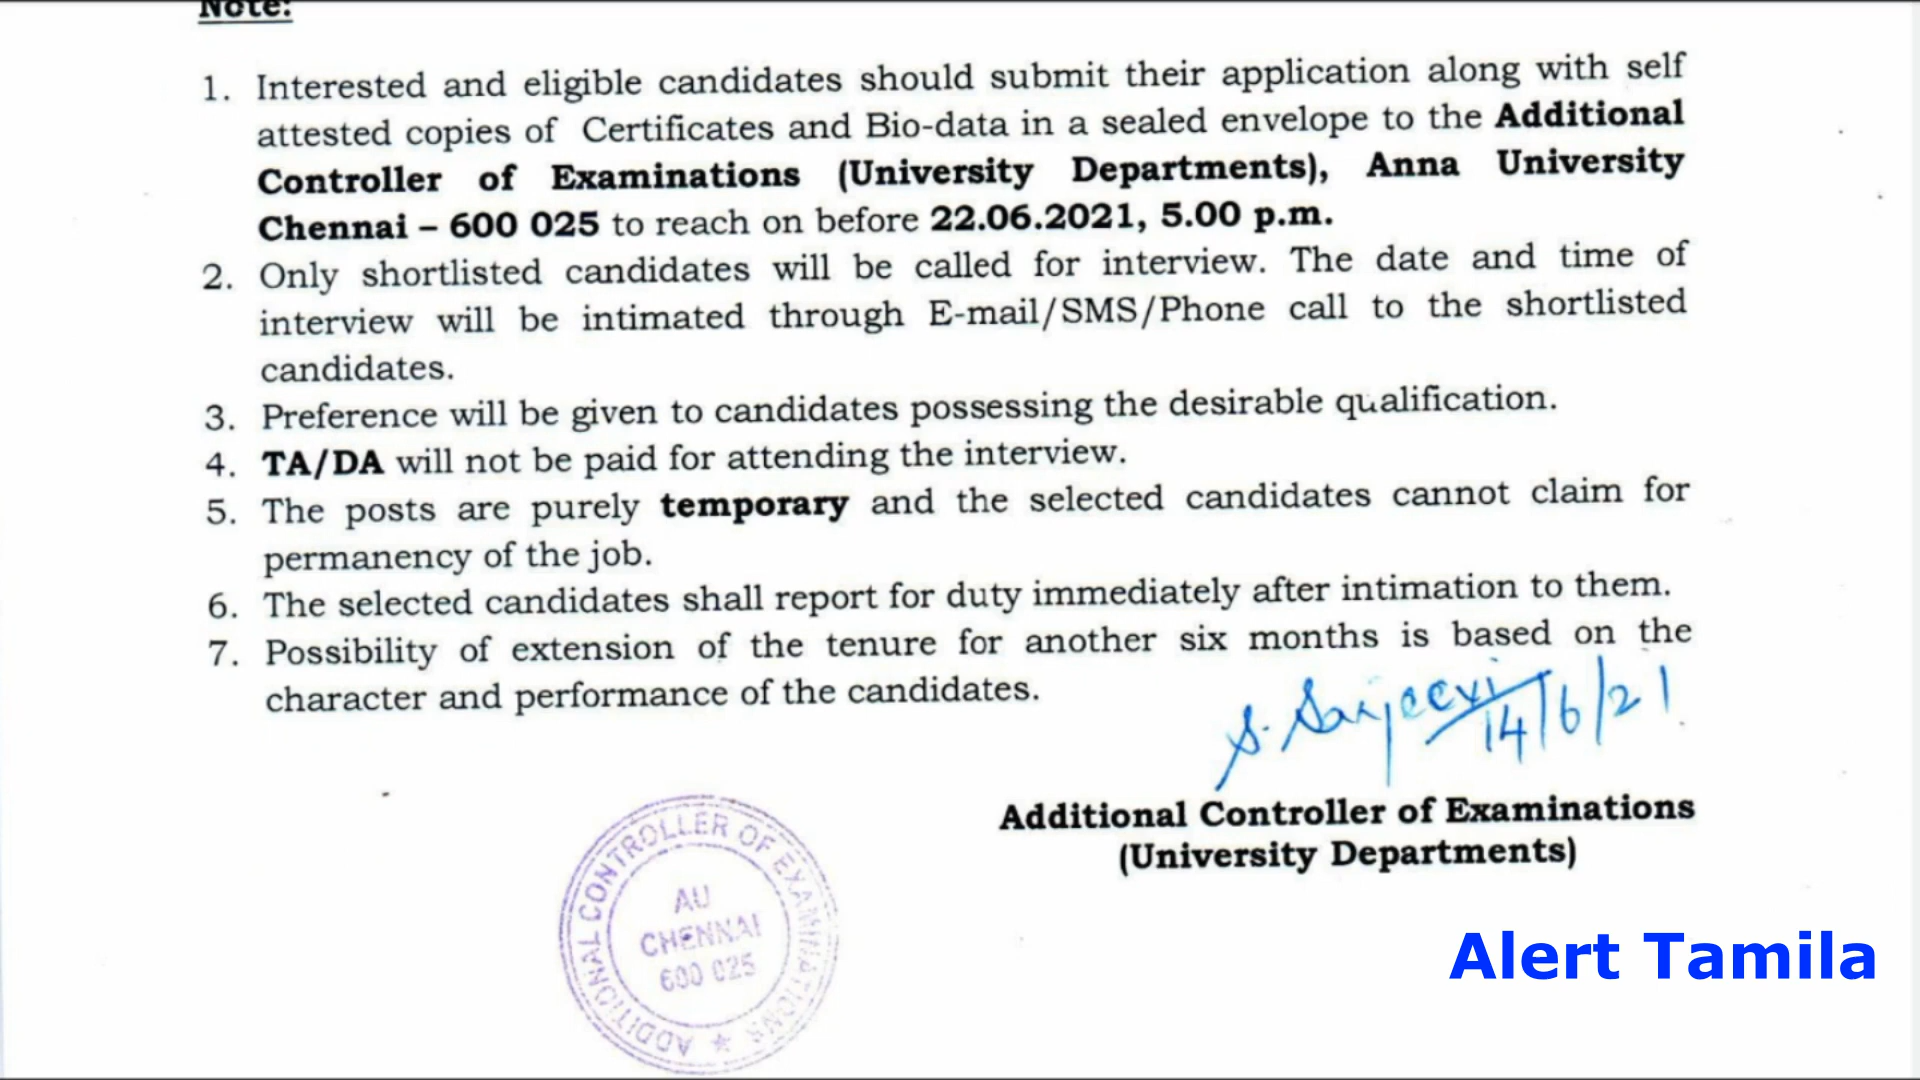 Note:
1. Interested and eligible candidates should submit their application along with self
attested copies of Certificates and Bio-data in a sealed envelope to the Additional
Controller of Examinations (University Departments), Anna University
Chennai – 600 025 to reach on before 22.06.2021, 5.00 p.m.
2. Only shortlisted candidates will be called for interview. The date and time of
interview will be intimated through E-mail/SMS/Phone call to the shortlisted
candidates.
3. Preference will be given to candidates possessing the desirable qualification.
4. TA/DA will not be paid for attending the interview.
5. The posts are purely temporary and the selected candidates cannot claim for
permanency of the job.
6. The selected candidates shall report for duty immediately after intimation to them.
7. Possibility of extension of the tenure for another six months is based on the
character and performance of the candidates.
S. 14/6/21
Additional Controller of Examinations
(University Departments)
ADDITIONAL CONTROLLER OF EXAMINATIONS
AU
CHENNAI
600 025
Alert Tamila